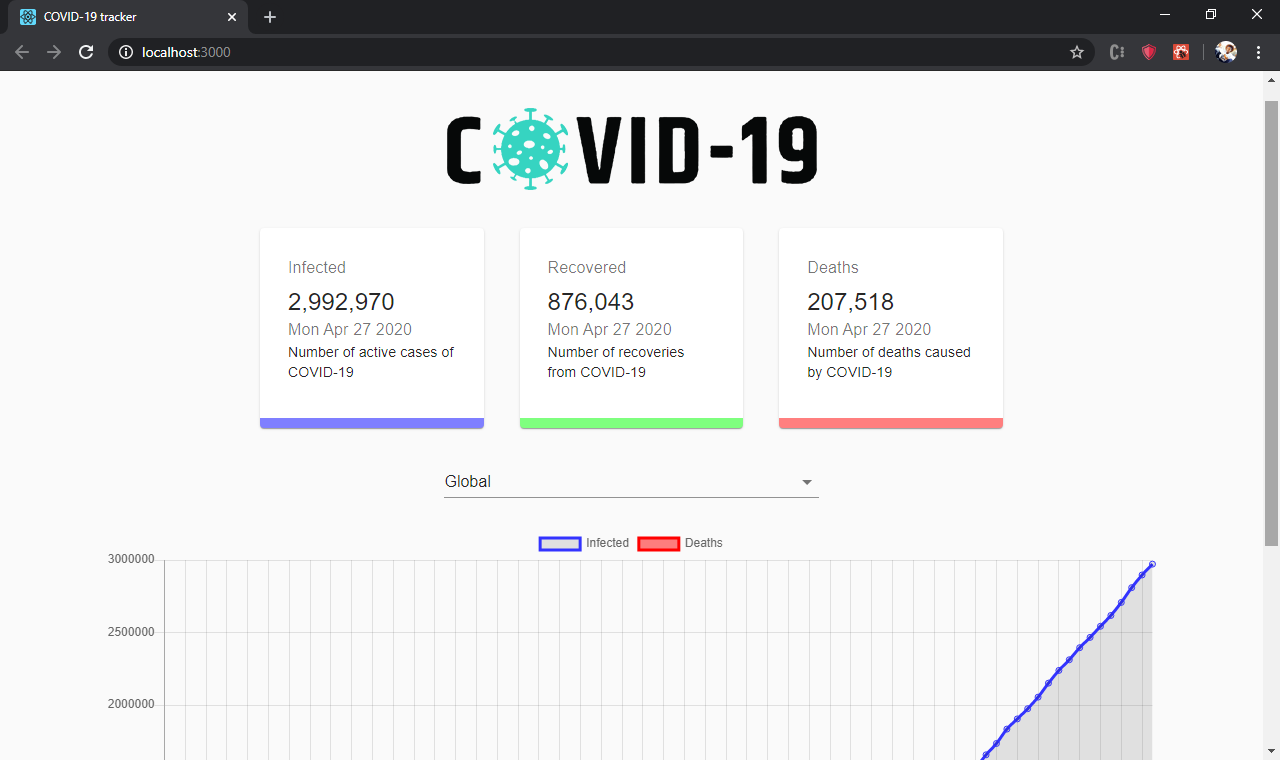 COVID-19 tracker
localhost:3000
COVID-19
Infected
2,992,970
Mon Apr 27 2020
Number of active cases of
COVID-19
Recovered
876,043
Mon Apr 27 2020
Number of recoveries
from COVID-19
Deaths
207,518
Mon Apr 27 2020
Number of deaths caused
by COVID-19
Global
Infected Deaths
3000000
2500000
2000000